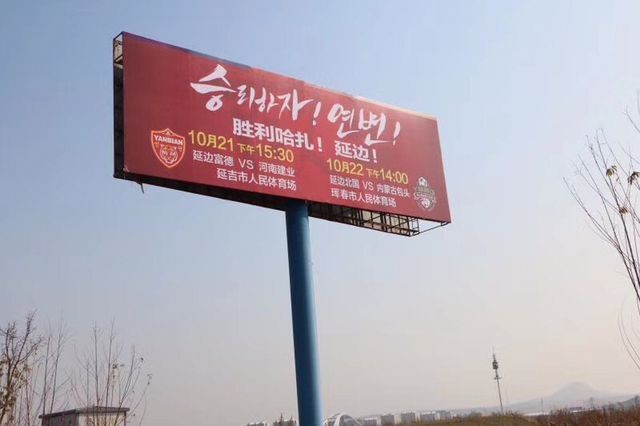 승리하자! 연변!
胜利哈扎! 延边!
YANBIAN
10月21 下午15:30
延边富德 VS 河南建业
延吉市人民体育场
10月22 下午14:00
延边北国 VS 内蒙古包头
珲春市人民体育场